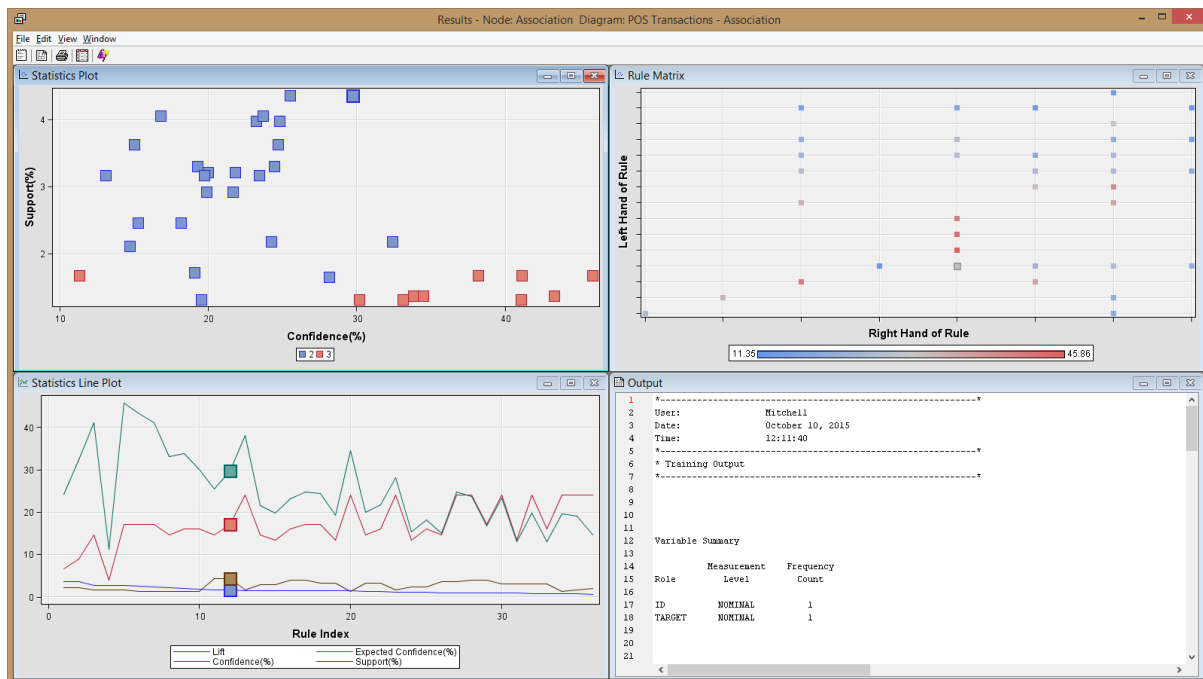 Results - Node: Association Diagram: POS Transactions - Association
File Edit View Window
Statistics Plot
4
3
2
Support(%)
10 20 30 40
Confidence(%)
2 3
Rule Matrix
Left Hand of Rule
Right Hand of Rule
11.35 45.86
Statistics Line Plot
40
30
20
10
0
0 10 20 30
Rule Index
Lift Expected Confidence(%)
Confidence(%) Support(%)
Output
1 *------------------------------------------------------------*
2 User: Mitchell
3 Date: October 10, 2015
4 Time: 12:11:40
5 *------------------------------------------------------------*
6 * Training Output
7 *------------------------------------------------------------*
8
9
10
11
12 Variable Summary
13
14 Measurement Frequency
15 Role Level Count
16
17 ID NOMINAL 1
18 TARGET NOMINAL 1
19
20
21